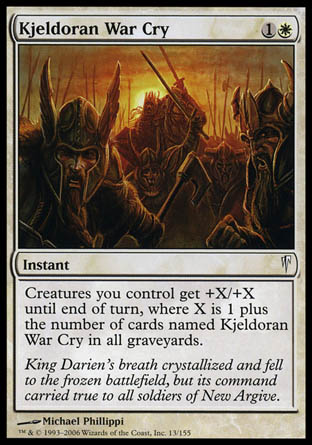 Kjeldoran War Cry 1
Instant
Creatures you control get +X/+X
until end of turn, where X is 1 plus
the number of cards named Kjeldoran
War Cry in all graveyards.
King Darien's breath crystallized and fell
to the frozen battlefield, but its command
carried true to all soldiers of New Argive.
Michael Phillippi
™ & © 1993–2006 Wizards of the Coast, Inc. 13/155